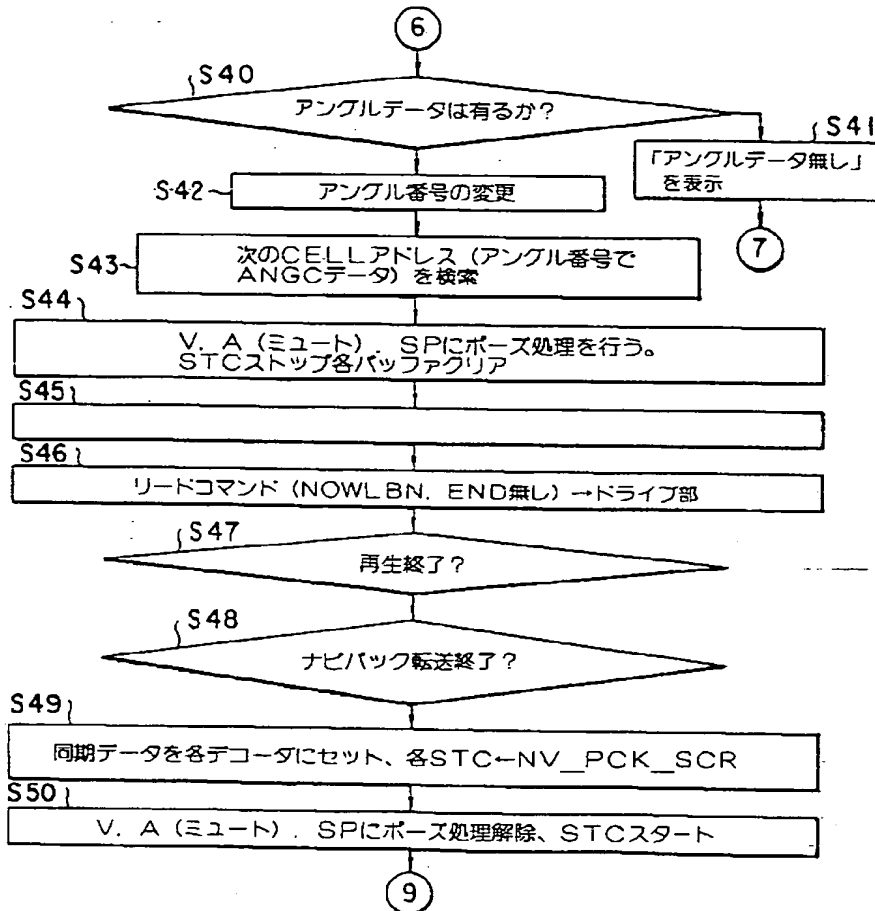 6
S40
アングルデータは有るか?
S41
「アングルデータ無し」
を表示
7
S42
アングル番号の変更
S43
次のCELLアドレス(アングル番号で
ANGCデータ)を検索
S44
V. A(ミュート). SPにポーズ処理を行う。
STCストップ各バッファクリア
S45
S46
リードコマンド(NOWLBN. END無し)→ドライブ部
S47
再生終了?
S48
ナビパック転送終了?
S49
同期データを各デコーダにセット、各STC←NV_PCK_SCR
S50
V. A(ミュート). SPにポーズ処理解除、STCスタート
9